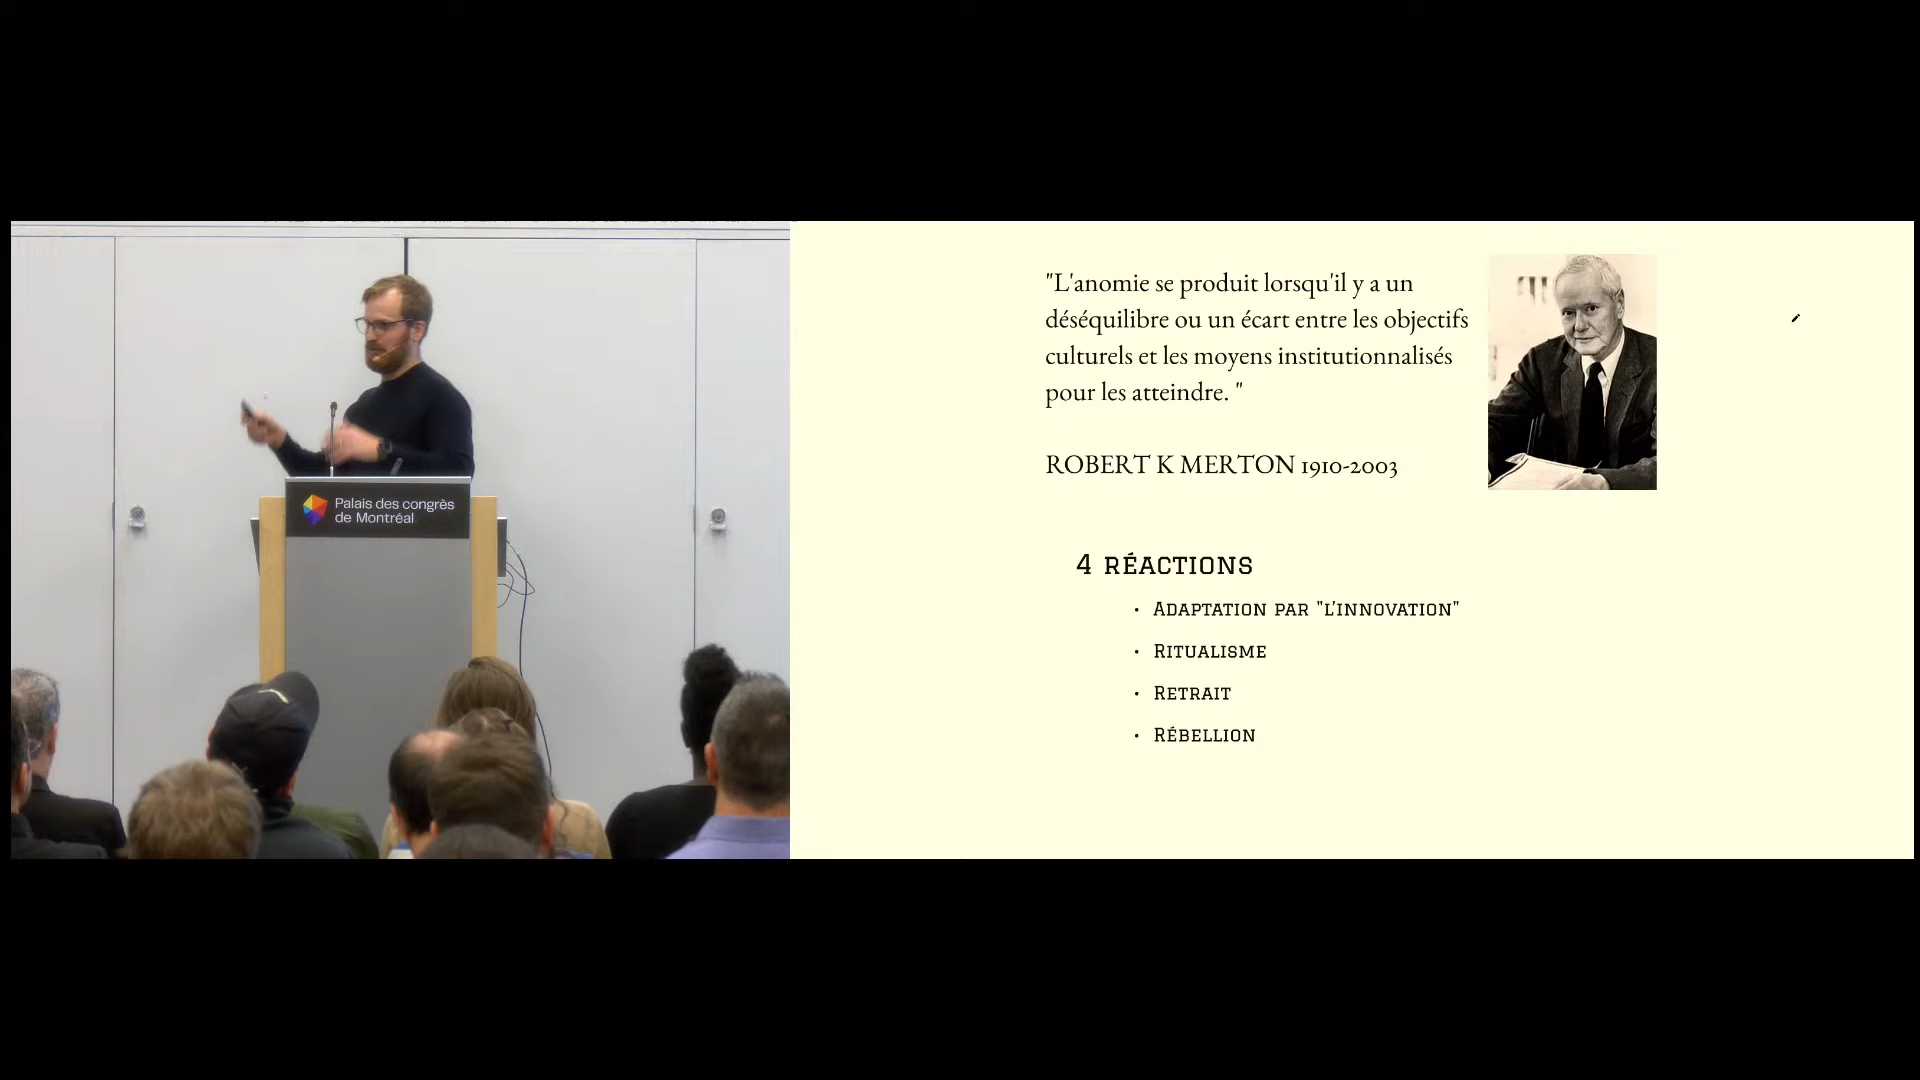 Palais des congrès
de Montréal
"L'anomie se produit lorsqu'il y a un
déséquilibre ou un écart entre les objectifs
culturels et les moyens institutionnalisés
pour les atteindre. "
ROBERT K MERTON 1910-2003
4 RÉACTIONS
• ADAPTATION PAR "L'INNOVATION"
• RITUALISME
• RETRAIT
• RÉBELLION